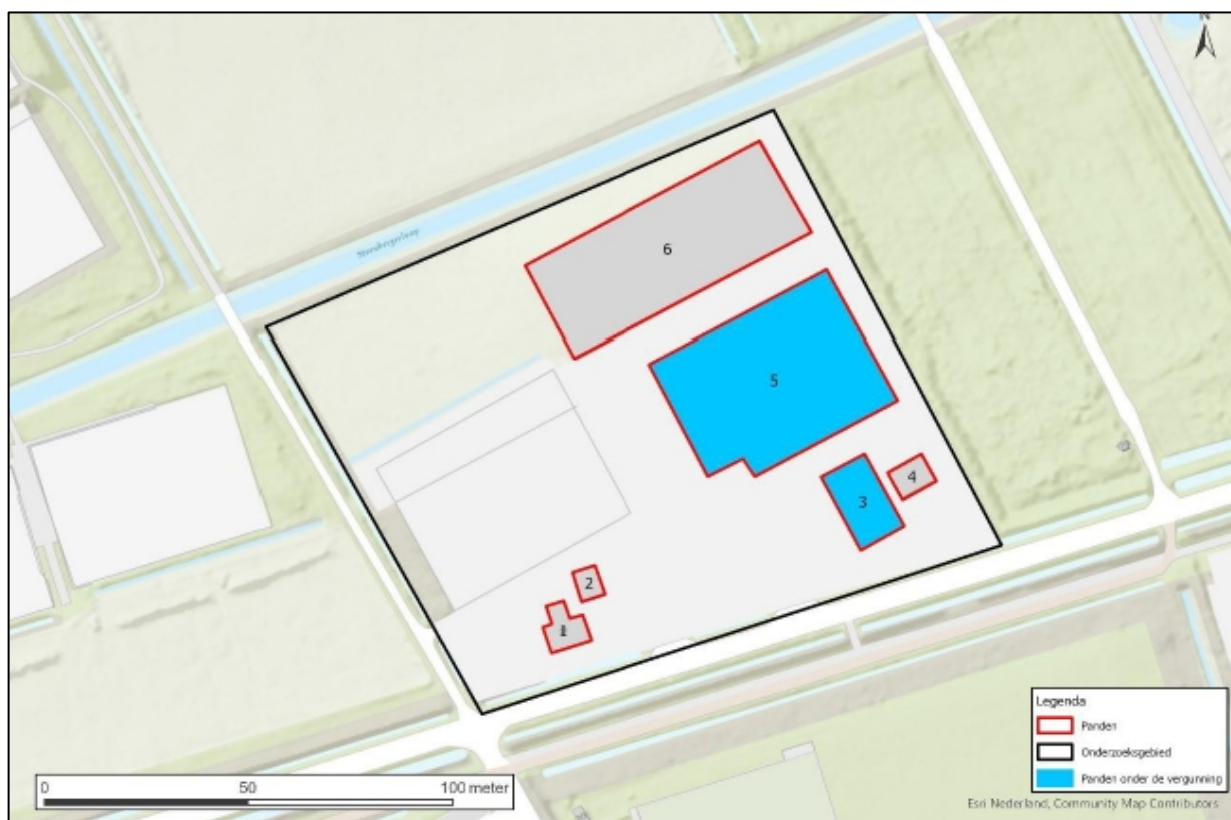 N
6
5
3
4
2
Legenda
Panden
Onderzoeksgebied
Panden onder de vergunning
0 50 100 meter
Esri Nederland, Community Map Contributors